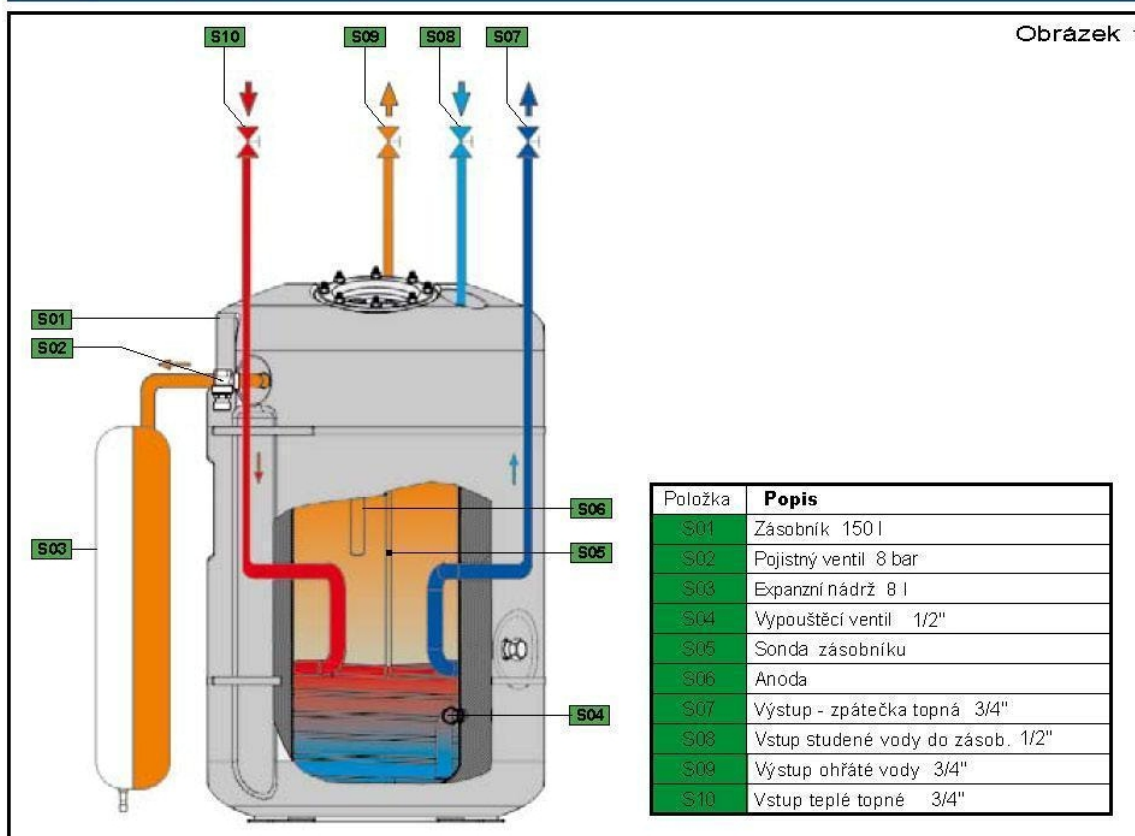 S10 S09 S08 S07
Obrázek
S01
S02
S06
S03
S05
S04
Položka Popis
S01 Zásobník 150 l
S02 Pojistný ventil 8 bar
S03 Expanzní nádrž 8 l
S04 Vypouštěcí ventil 1/2"
S05 Sonda zásobníku
S06 Anoda
S07 Výstup - zpátečka topná 3/4"
S08 Vstup studené vody do zásob. 1/2"
S09 Výstup ohřáté vody 3/4"
S10 Vstup teplé topné 3/4"